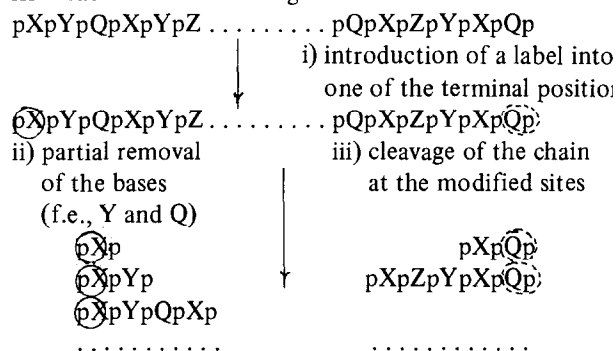 pXpYpQpXpYpZ . . . . . . . . . pQpXpZpYpXpQp
i) introduction of a label into
one of the terminal position
pXpYpQpXpYpZ . . . . . . . . . pQpXpZpYpXpQp
ii) partial removal iii) cleavage of the chain
of the bases at the modified sites
(f.e., Y and Q)
pXp pXpQp
pXpYp pXpZpYpXpQp
pXpYpQpXp
. . . . . . . . . . . . . . . . . . . . . . .